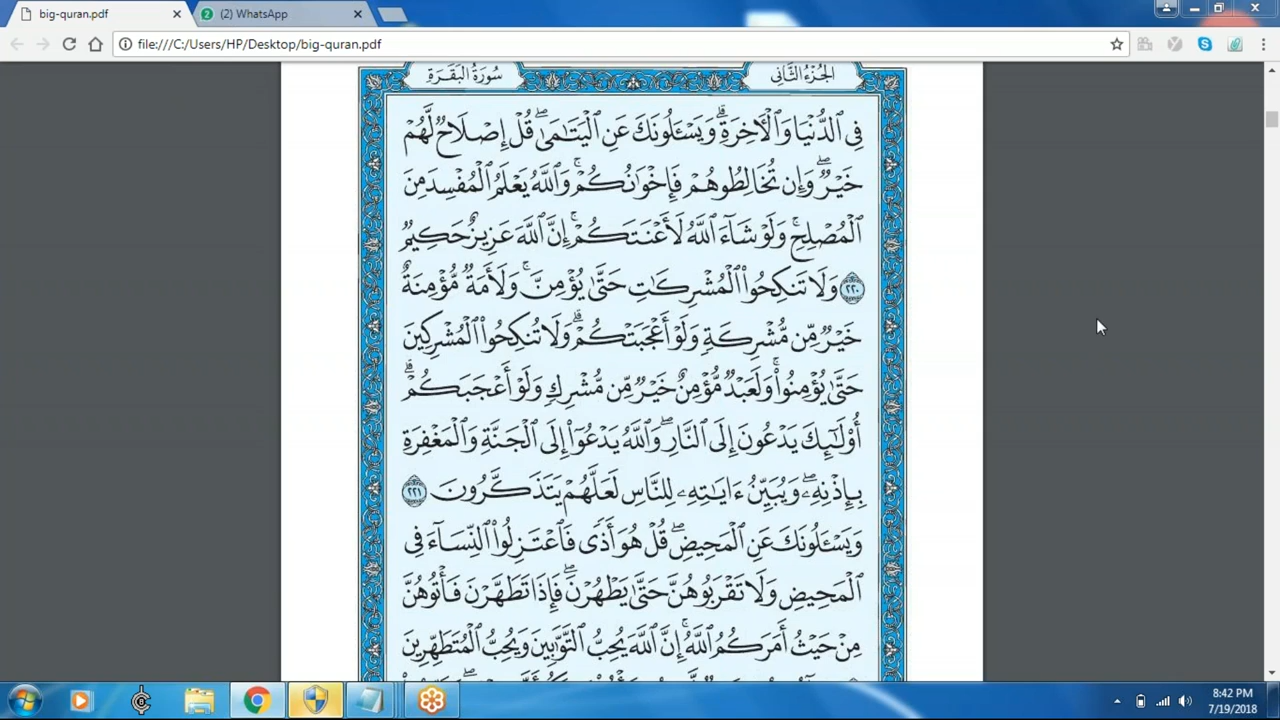 big-quran.pdf
(2) WhatsApp
file:///C:/Users/HP/Desktop/big-quran.pdf
الجُزْءُ الثَّانِى
سُورَةُ البَقَرَةِ
فِى ٱلدُّنْيَا وَٱلْأٓخِرَةِۗ وَيَسْـَٔلُونَكَ عَنِ ٱلْيَتَٰمَىٰۖ قُلْ إِصْلَاحٌ لَّهُمْ
خَيْرٌۖ وَإِن تُخَالِطُوهُمْ فَإِخْوَٰنُكُمْۚ وَٱللَّهُ يَعْلَمُ ٱلْمُفْسِدَ مِنَ
ٱلْمُصْلِحِۚ وَلَوْ شَآءَ ٱللَّهُ لَأَعْنَتَكُمْۚ إِنَّ ٱللَّهَ عَزِيزٌ حَكِيمٌ
٢٢٠ وَلَا تَنكِحُوا۟ ٱلْمُشْرِكَٰتِ حَتَّىٰ يُؤْمِنَّۚ وَلَأَمَةٌ مُّؤْمِنَةٌ
خَيْرٌ مِّن مُّشْرِكَةٍ وَلَوْ أَعْجَبَتْكُمْۗ وَلَا تُنكِحُوا۟ ٱلْمُشْرِكِينَ
حَتَّىٰ يُؤْمِنُوا۟ۚ وَلَعَبْدٌ مُّؤْمِنٌ خَيْرٌ مِّن مُّشْرِكٍ وَلَوْ أَعْجَبَكُمْۗ
أُو۟لَٰٓئِكَ يَدْعُونَ إِلَى ٱلنَّارِۖ وَٱللَّهُ يَدْعُوٓا۟ إِلَى ٱلْجَنَّةِ وَٱلْمَغْفِرَةِ
بِإِذْنِهِۦۖ وَيُبَيِّنُ ءَايَٰتِهِۦ لِلنَّاسِ لَعَلَّهُمْ يَتَذَكَّرُونَ ٢٢١
وَيَسْـَٔلُونَكَ عَنِ ٱلْمَحِيضِۖ قُلْ هُوَ أَذًى فَٱعْتَزِلُوا۟ ٱلنِّسَآءَ فِى
ٱلْمَحِيضِ وَلَا تَقْرَبُوهُنَّ حَتَّىٰ يَطْهُرْنَۖ فَإِذَا تَطَهَّرْنَ فَأْتُوهُنَّ
مِنْ حَيْثُ أَمَرَكُمُ ٱللَّهُۚ إِنَّ ٱللَّهَ يُحِبُّ ٱلتَّوَّٰبِينَ وَيُحِبُّ ٱلْمُتَطَهِّرِينَ
8:42 PM
7/19/2018